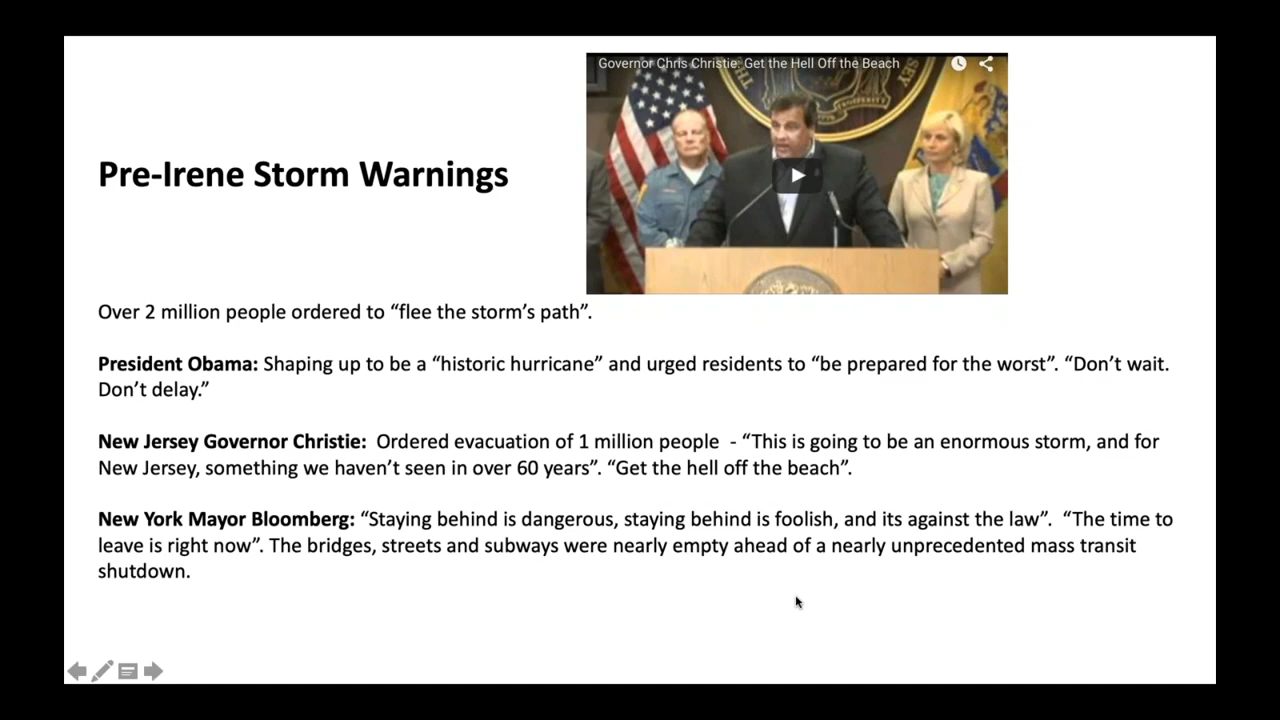 Governor Chris Christie: Get the Hell Off the Beach
THE
SEY
PROSPERITY
Pre-Irene Storm Warnings
Over 2 million people ordered to “flee the storm’s path”.
President Obama: Shaping up to be a “historic hurricane” and urged residents to “be prepared for the worst”. “Don’t wait.
Don’t delay.”
New Jersey Governor Christie:  Ordered evacuation of 1 million people  - “This is going to be an enormous storm, and for
New Jersey, something we haven’t seen in over 60 years”. “Get the hell off the beach”.
New York Mayor Bloomberg: “Staying behind is dangerous, staying behind is foolish, and its against the law”.  “The time to
leave is right now”. The bridges, streets and subways were nearly empty ahead of a nearly unprecedented mass transit
shutdown.